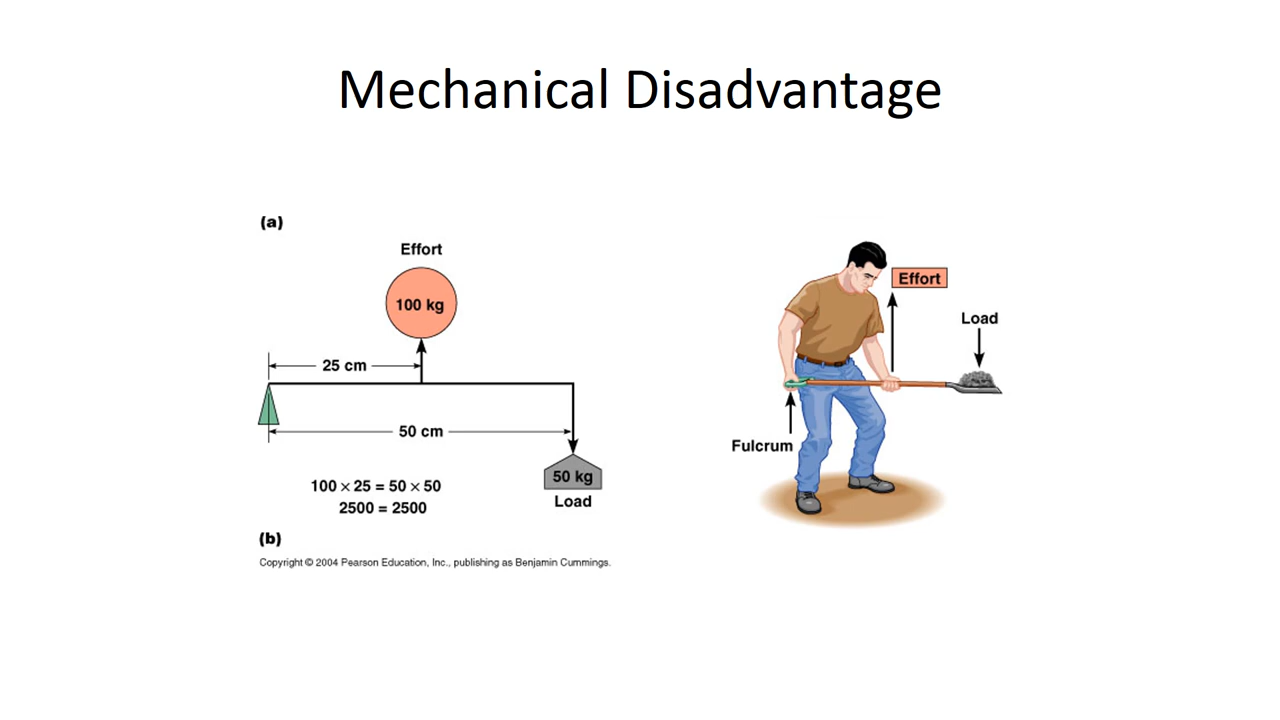 Mechanical Disadvantage
(a)
Effort
100 kg
25 cm
50 cm
50 kg
Load
100 × 25 = 50 × 50
2500 = 2500
(b)
Copyright © 2004 Pearson Education, Inc., publishing as Benjamin Cummings.
Effort
Load
Fulcrum